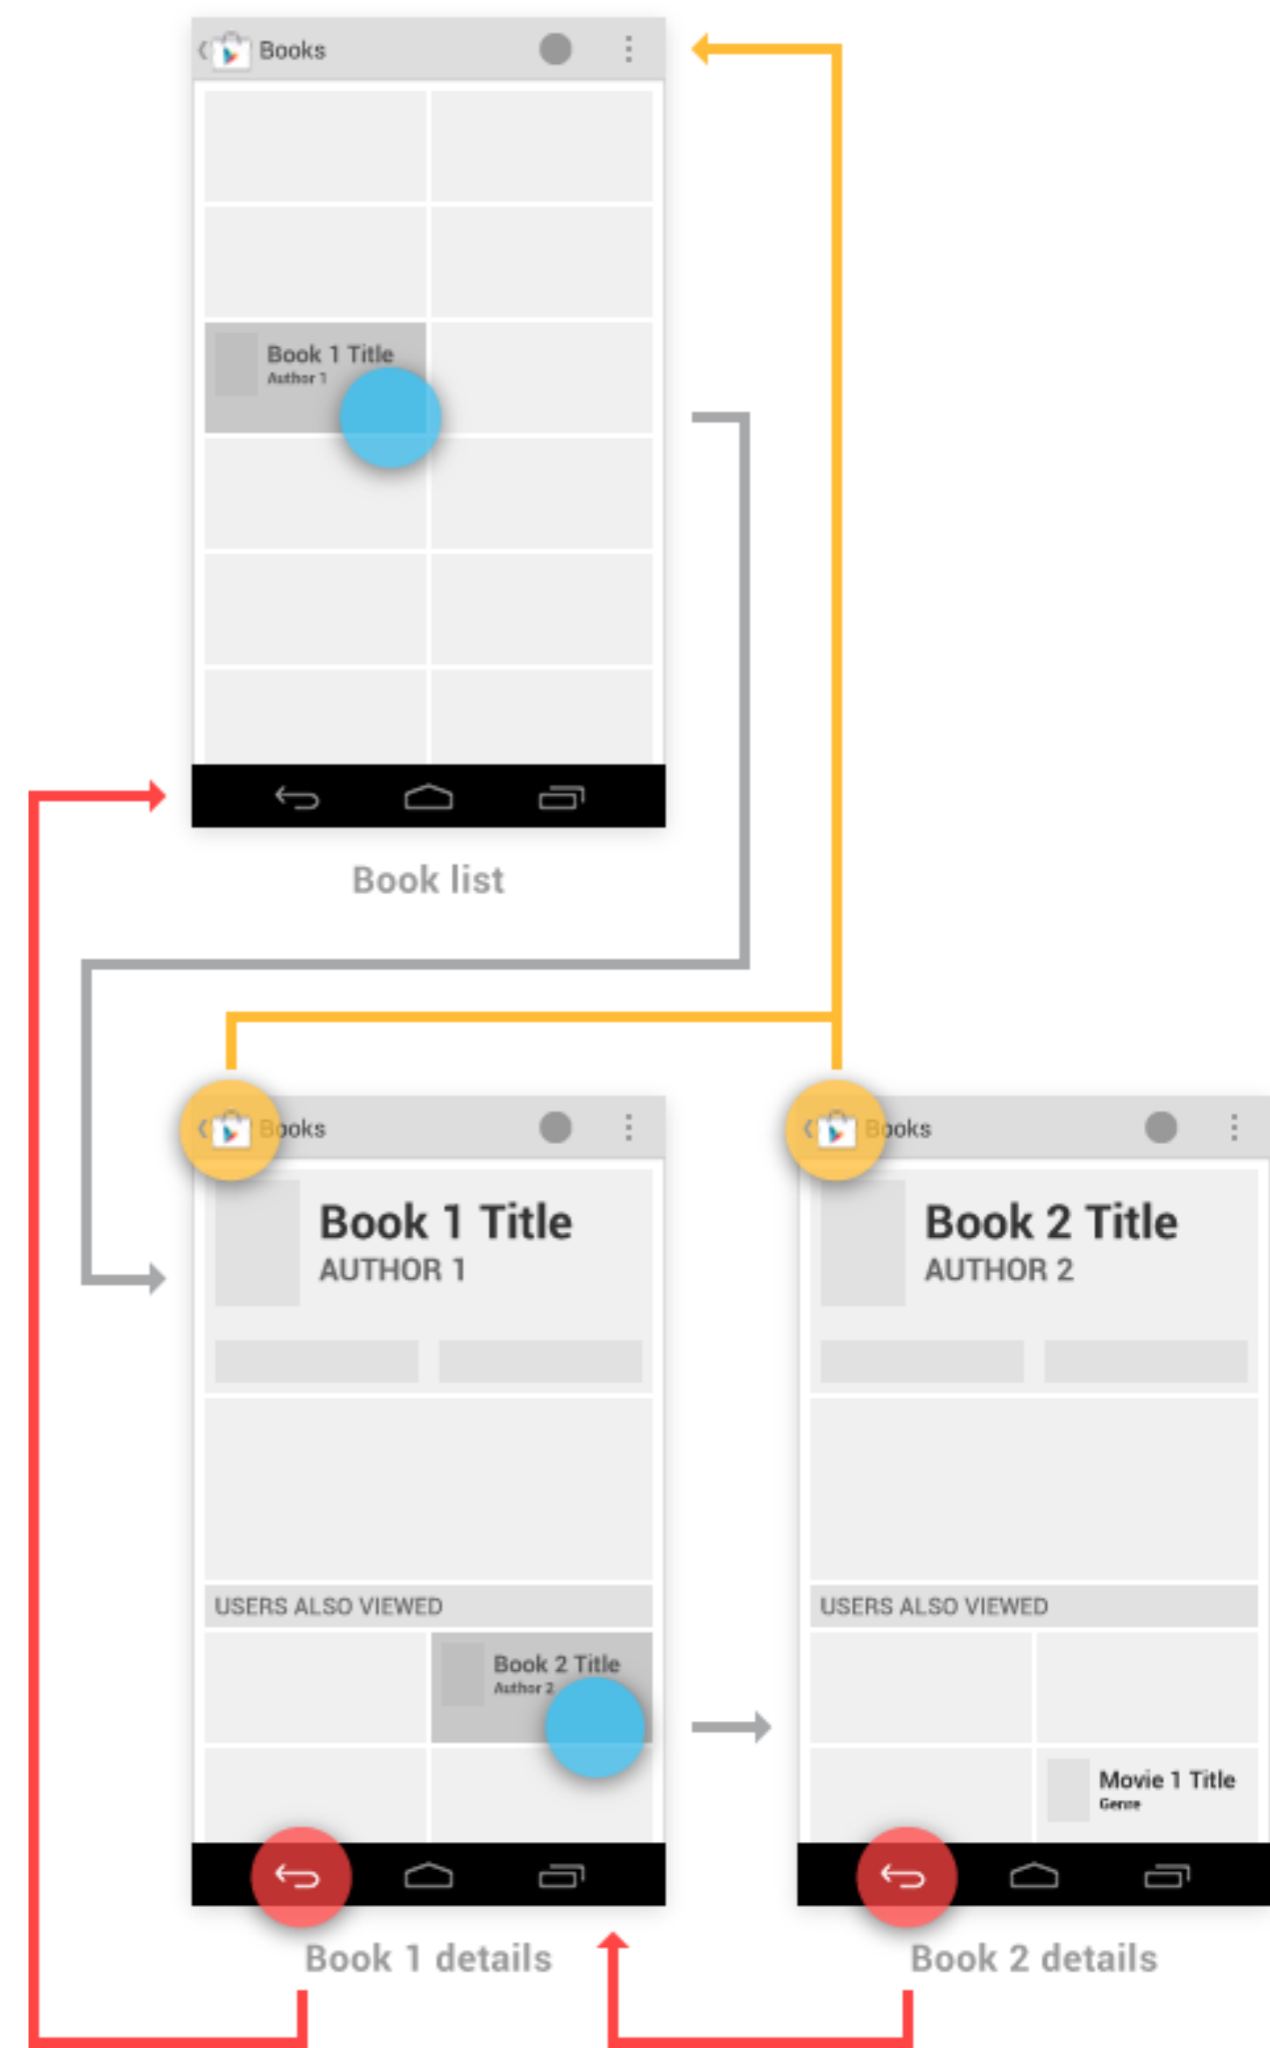 Books
Book 1 Title
Author 1
Book list
Books
Book 1 Title
AUTHOR 1
USERS ALSO VIEWED
Book 2 Title
Author 2
Book 1 details
Books
Book 2 Title
AUTHOR 2
USERS ALSO VIEWED
Movie 1 Title
Genre
Book 2 details